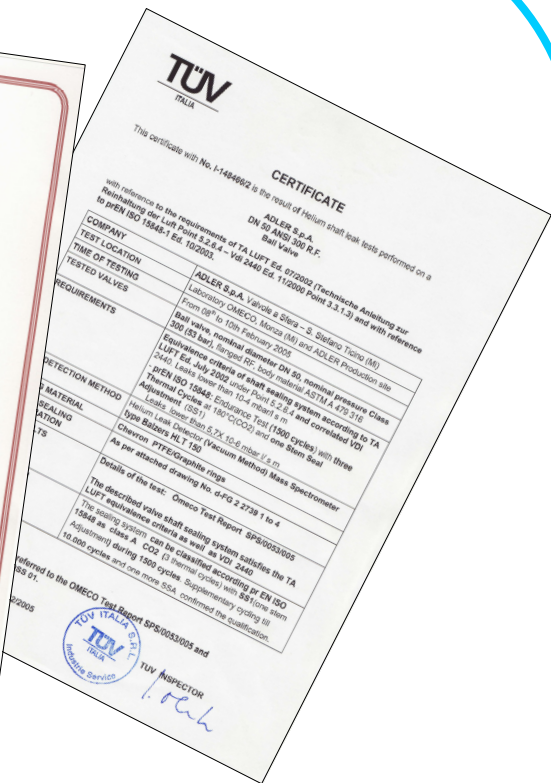 TÜV
ITALIA
This certificate with No. I-148466/2 is the result of Helium shaft leak tests performed on a
CERTIFICATE
ADLER S.p.A.
DN 50 ANSI 300 R.F.
Ball Valve
with reference to the requirements of TA LUFT Ed. 07/2002 (Technische Anleitung zur
Reinhaltung der Luft Point 5.2.6.4 – Vdi 2440 Ed. 11/2000 Point 3.3.1.3) and with reference
to prEN ISO 15848-1 Ed. 10/2003.
COMPANY
ADLER S.p.A. Valvole a Sfera – S. Stefano Ticino (Mi)
TEST LOCATION
Laboratory OMECO, Monza (Mi) and ADLER Production site
TIME OF TESTING
From 08th to 10th February 2005
TESTED VALVES
Ball valve, nominal diameter DN 50, nominal pressure Class
300 (53 bar), flanged RF, body material ASTM A 479 316
REQUIREMENTS
Equivalence criteria of shaft sealing system according to TA
LUFT Ed. July 2002 under Point 5.2.6.4 and correlated VDI
2440. Leaks lower than 10-4 mbar/l s m
- prEN ISO 15848: Endurance Test (1500 cycles) with three
Thermal Cycles at 180°C(CO2) and one Stem Seal
Adjustment (SS1)
Leaks lower than 5,7X 10-6 mbar l/ s m
DETECTION METHOD
Helium Leak Detector (Vacuum Method) Mass Spectrometer
type Balzers HLT 150
MATERIAL
Chevron PTFE/Graphite rings
SEALING
As per attached drawing No. d-FG 2 2739 1 to 4
Details of the test: Omeco Test Report SPS/0053/005
The described valve shaft sealing system satisfies the TA
LUFT equivalence criteria as well as VDI 2440
The sealing system can be classified according pr EN ISO
15848 as class A CO2 (3 thermal cycles) with SS1(one stem
Adjustment) during 1500 cycles. Supplementary cycling till
10.000 cycles and one more SSA, confirmed the qualification.
referred to the OMECO Test Report SPS/0053/005 and
SS 01.
2/2005
TÜV ITALIA S.R.L.
TÜV
ITALIA
Industrie Service
TUV INSPECTOR